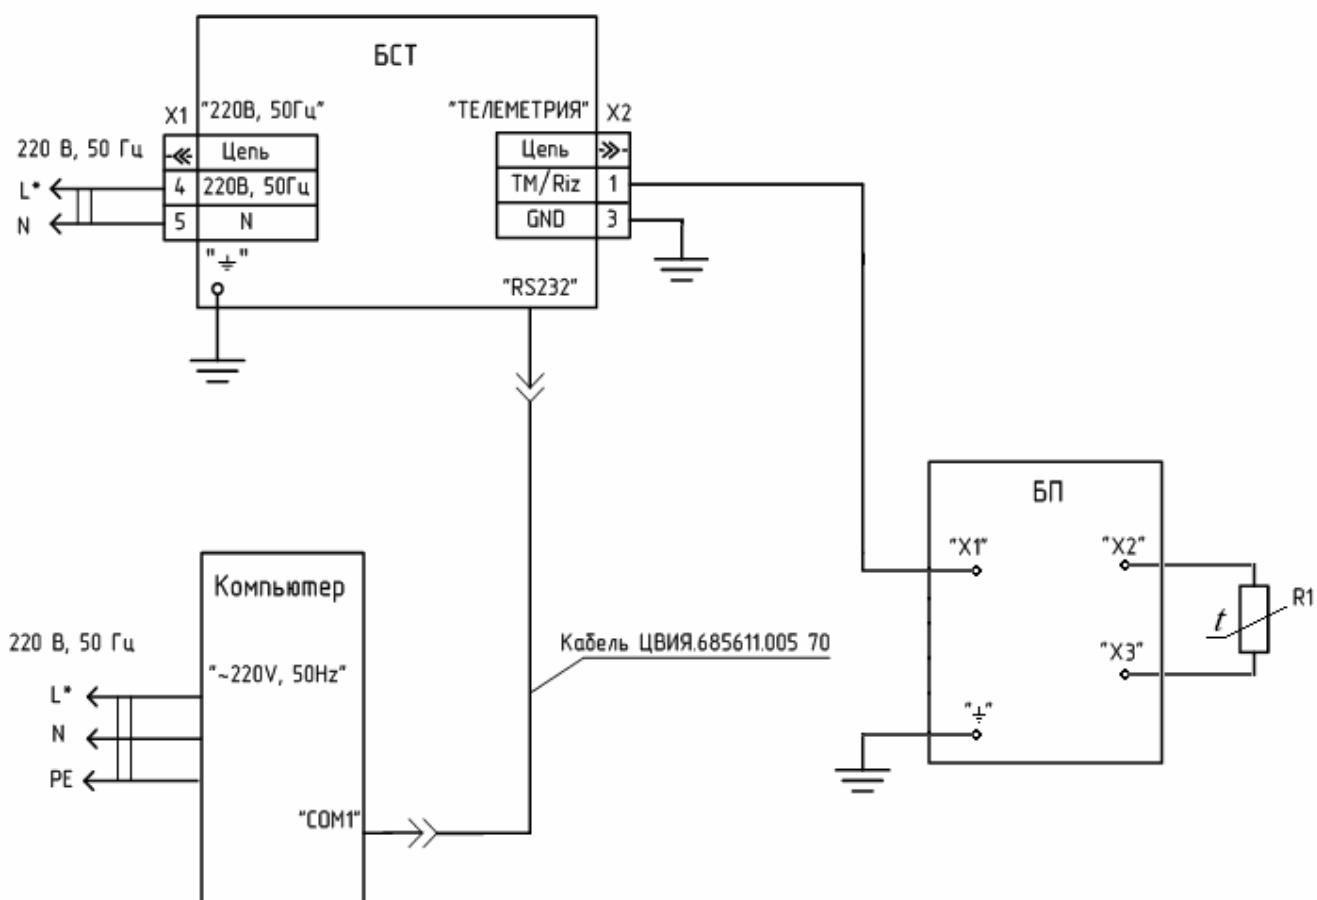 БСТ
X1 "220В, 50Гц"
"ТЕЛЕМЕТРИЯ" X2
220 В, 50 Гц
Цепь
Цепь
L*
4 220В, 50Гц
TM/Riz 1
N
5 N
GND 3
"RS232"
БП
"X1"
"X2"
Компьютер
R1
t
220 В, 50 Гц
Кабель ЦВИЯ.685611.005 70
"X3"
"~220V, 50Hz"
L*
N
PE
"COM1"